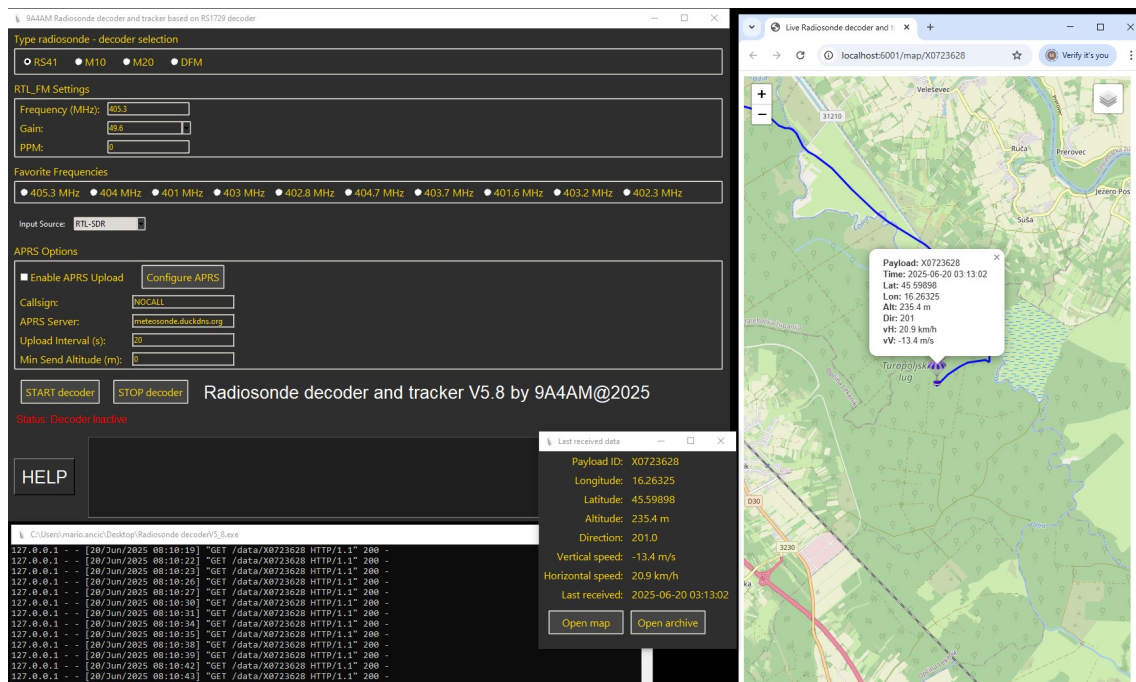 9A4AM Radiosonde decoder and tracker based on RS1729 decoder
Type radiosonde - decoder selection
RS41 M10 M20 DFM
RTL_FM Settings
Frequency (MHz): 405.3
Gain: 49.6
PPM: 0
Favorite Frequencies
405.3 MHz 404 MHz 401 MHz 403 MHz 402.8 MHz 404.7 MHz 403.7 MHz 401.6 MHz 403.2 MHz 402.3 MHz
Input Source: RTL-SDR
APRS Options
Enable APRS Upload Configure APRS
Callsign: NOCALL
APRS Server: meteosonde.duckdns.org
Upload Interval (s): 20
Min Send Altitude (m): 0
START decoder STOP decoder Radiosonde decoder and tracker V5.8 by 9A4AM@2025
Status: Decoder Inactive
HELP
C:\Users\mario.ancic\Desktop\Radiosonde decoderV5_8.exe
127.0.0.1 - - [20/Jun/2025 08:10:19] "GET /data/X0723628 HTTP/1.1" 200 -
127.0.0.1 - - [20/Jun/2025 08:10:22] "GET /data/X0723628 HTTP/1.1" 200 -
127.0.0.1 - - [20/Jun/2025 08:10:23] "GET /data/X0723628 HTTP/1.1" 200 -
127.0.0.1 - - [20/Jun/2025 08:10:26] "GET /data/X0723628 HTTP/1.1" 200 -
127.0.0.1 - - [20/Jun/2025 08:10:27] "GET /data/X0723628 HTTP/1.1" 200 -
127.0.0.1 - - [20/Jun/2025 08:10:30] "GET /data/X0723628 HTTP/1.1" 200 -
127.0.0.1 - - [20/Jun/2025 08:10:31] "GET /data/X0723628 HTTP/1.1" 200 -
127.0.0.1 - - [20/Jun/2025 08:10:34] "GET /data/X0723628 HTTP/1.1" 200 -
127.0.0.1 - - [20/Jun/2025 08:10:35] "GET /data/X0723628 HTTP/1.1" 200 -
127.0.0.1 - - [20/Jun/2025 08:10:38] "GET /data/X0723628 HTTP/1.1" 200 -
127.0.0.1 - - [20/Jun/2025 08:10:39] "GET /data/X0723628 HTTP/1.1" 200 -
127.0.0.1 - - [20/Jun/2025 08:10:42] "GET /data/X0723628 HTTP/1.1" 200 -
127.0.0.1 - - [20/Jun/2025 08:10:43] "GET /data/X0723628 HTTP/1.1" 200 -
Last received data
Payload ID: X0723628
Longitude: 16.26325
Latitude: 45.59898
Altitude: 235.4 m
Direction: 201.0
Vertical speed: -13.4 m/s
Horizontal speed: 20.9 km/h
Last received: 2025-06-20 03:13:02
Open map Open archive
Live Radiosonde decoder and t
localhost:6001/map/X0723628 Verify it's you
+
−
Veleševec
31210
Ruča
Prerovec
Jezero Pos
Suša
Payload: X0723628
Time: 2025-06-20 03:13:02
Lat: 45.59898
Lon: 16.26325
Alt: 235.4 m
Dir: 201
vH: 20.9 km/h
vV: -13.4 m/s
Turopoljsk
lug
D30
3230